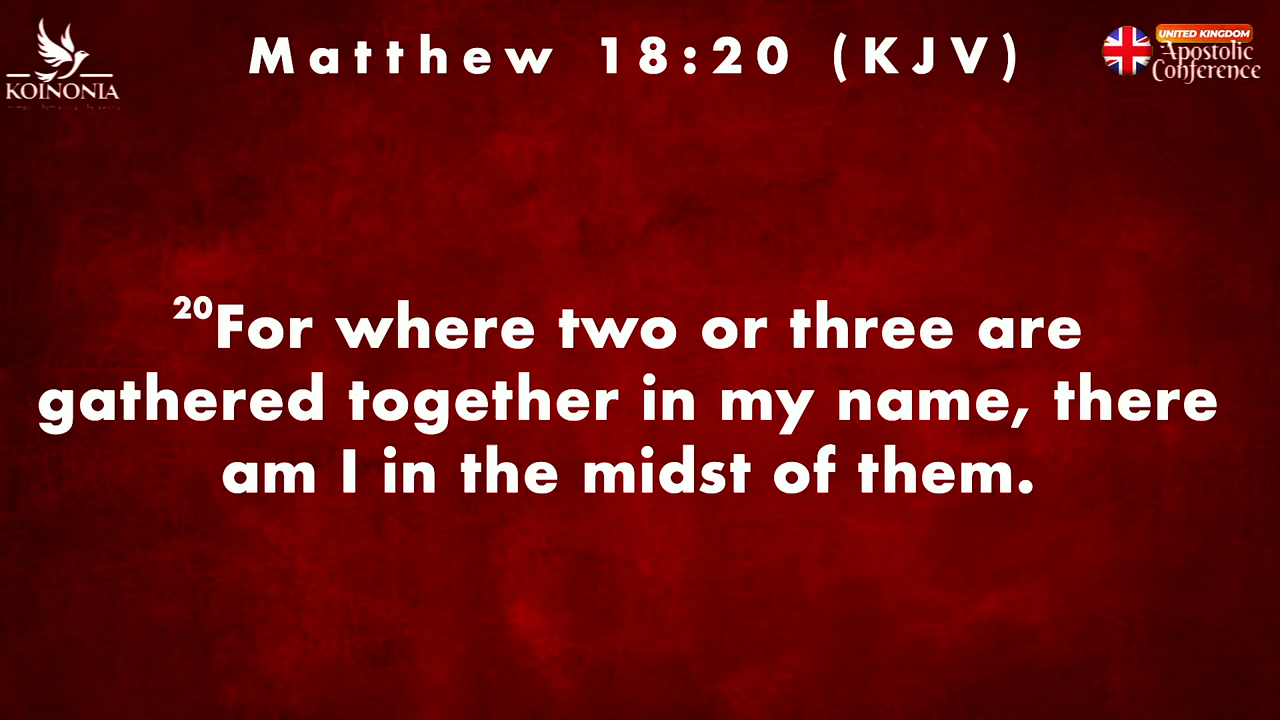 Matthew 18:20 (KJV)
KOINONIA
UNITED KINGDOM
Apostolic
Conference
20For where two or three are
gathered together in my name, there
am I in the midst of them.